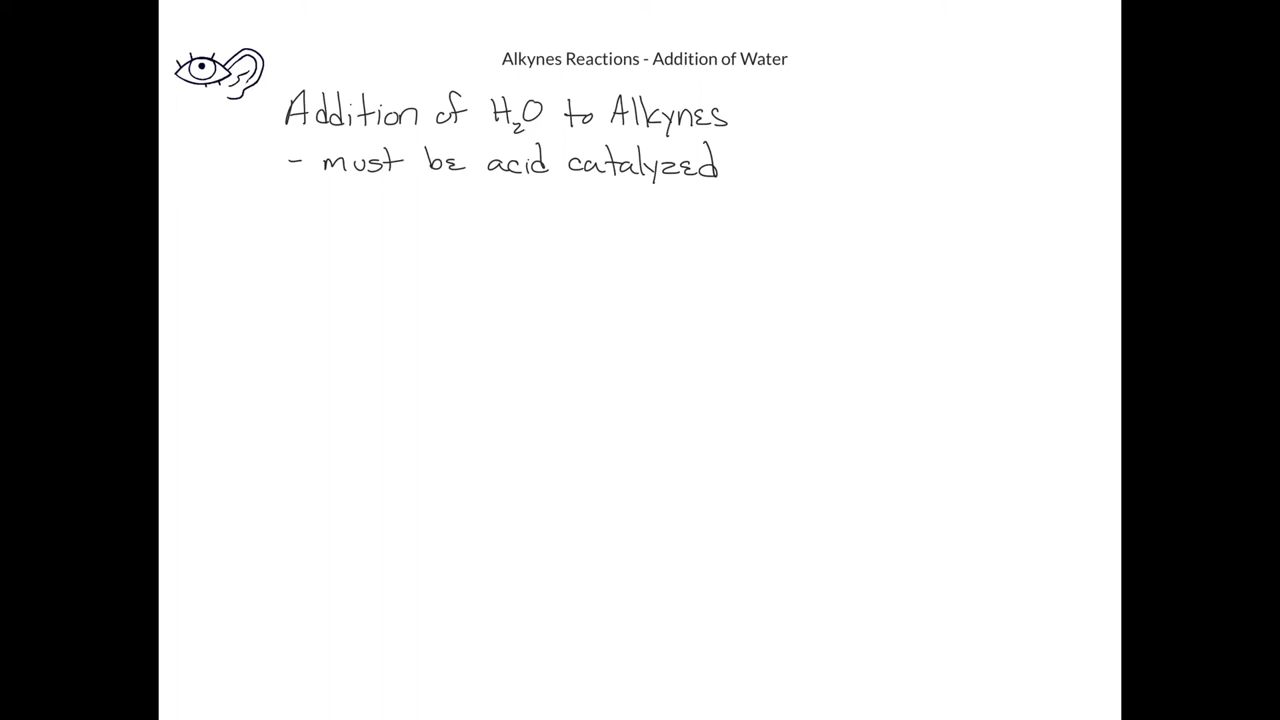 Alkynes Reactions - Addition of Water
Addition of H₂O to Alkynes
- must be acid catalyzed